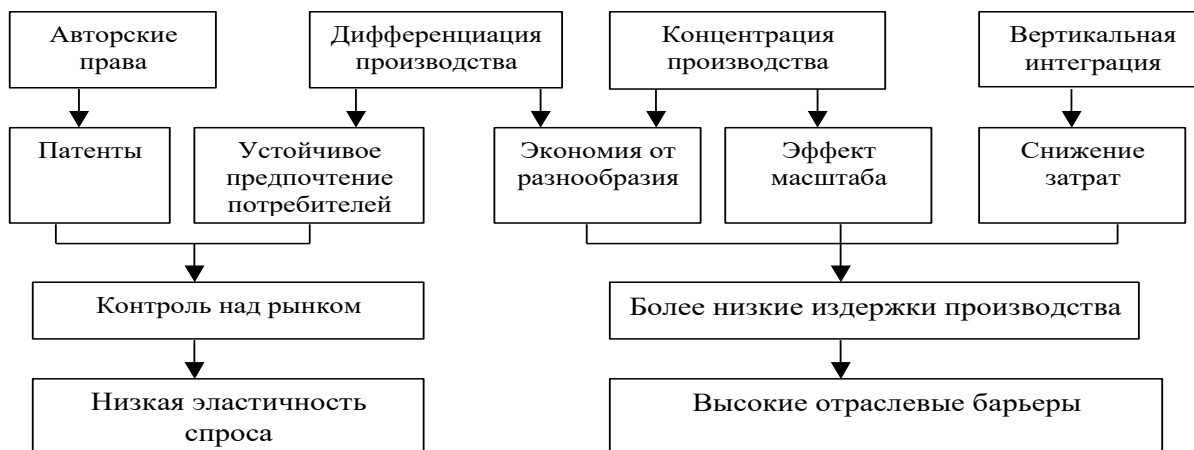 Авторские
права
Дифференциация
производства
Концентрация
производства
Вертикальная
интеграция
Патенты
Устойчивое
предпочтение
потребителей
Экономия от
разнообразия
Эффект
масштаба
Снижение
затрат
Контроль над рынком
Более низкие издержки производства
Низкая эластичность
спроса
Высокие отраслевые барьеры